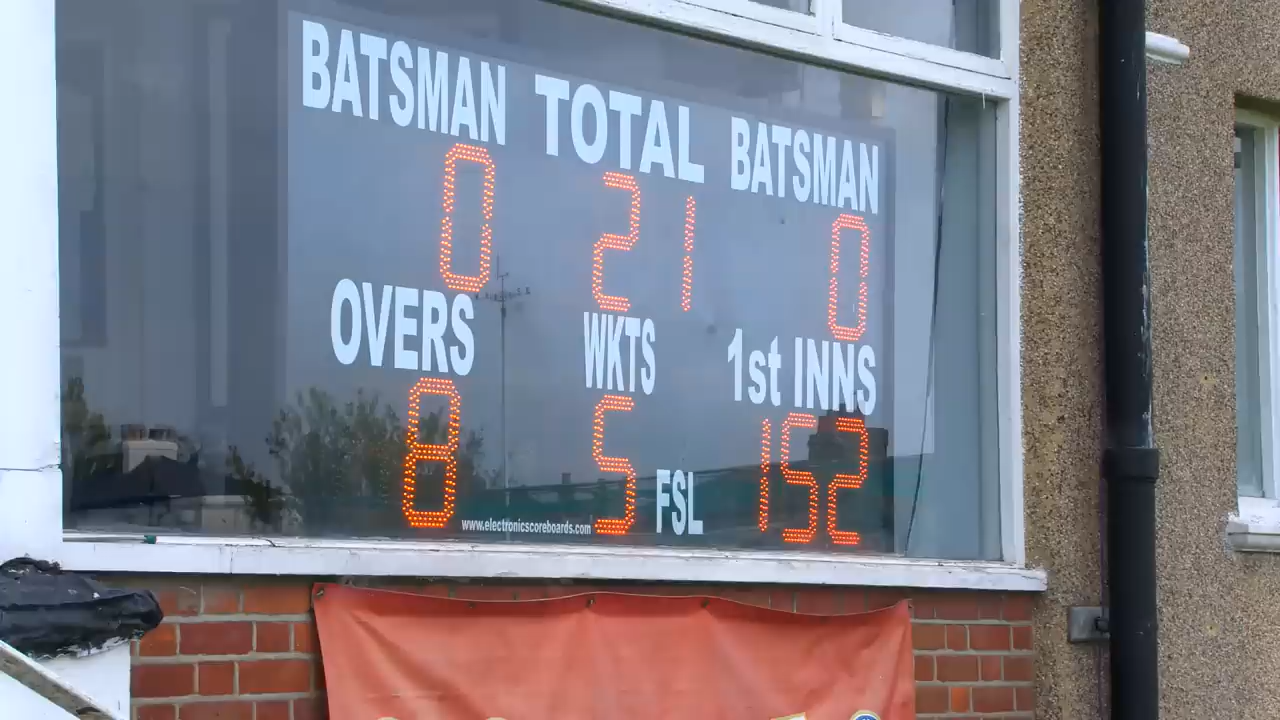 BATSMAN TOTAL BATSMAN
0 21 0
OVERS WKTS 1st INNS
8 5 152
www.electronicscoreboards.com FSL